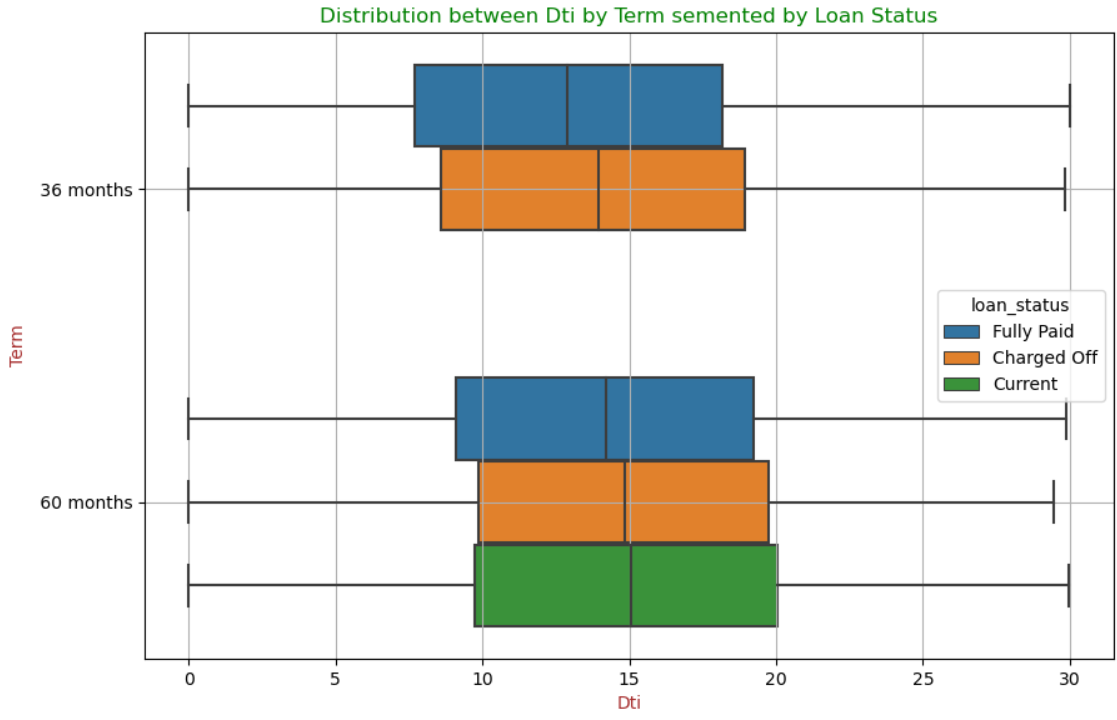 Distribution between Dti by Term semented by Loan Status
36 months
60 months
Term
loan_status
Fully Paid
Charged Off
Current
0 5 10 15 20 25 30
Dti